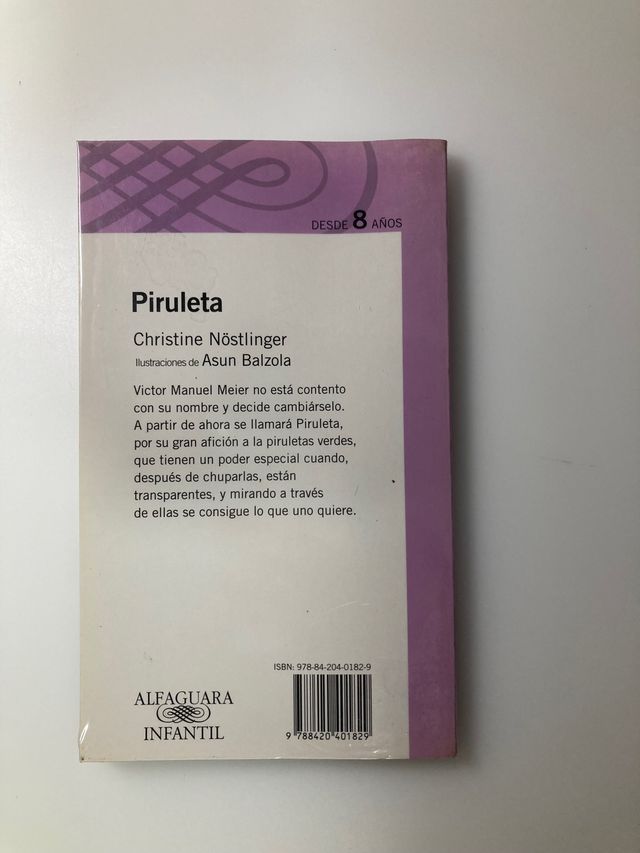 DESDE 8 AÑOS
Piruleta
Christine Nöstlinger
Ilustraciones de Asun Balzola
Victor Manuel Meier no está contento
con su nombre y decide cambiárselo.
A partir de ahora se llamará Piruleta,
por su gran afición a la piruletas verdes,
que tienen un poder especial cuando,
después de chuparlas, están
transparentes, y mirando a través
de ellas se consigue lo que uno quiere.
ISBN: 978-84-204-0182-9
ALFAGUARA
INFANTIL
9 788420 401829